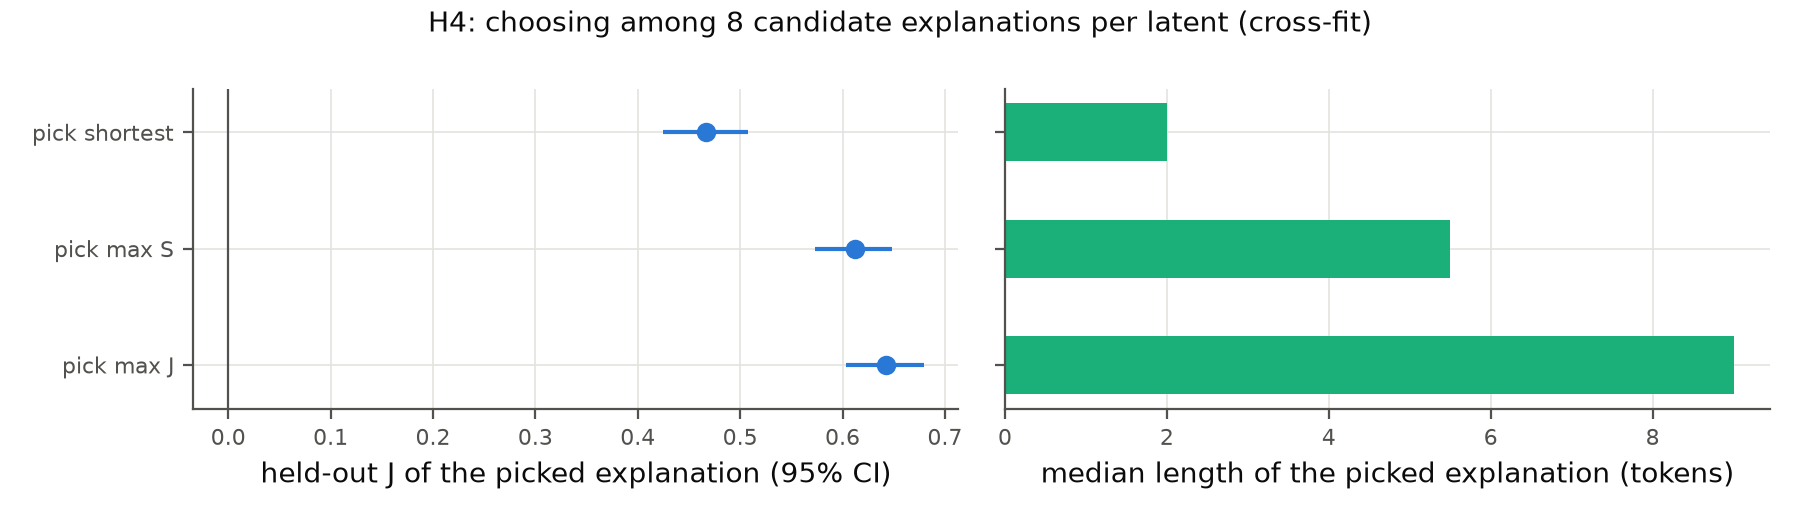 H4: choosing among 8 candidate explanations per latent (cross-fit)
pick shortest
pick max S
pick max J
0.0 0.1 0.2 0.3 0.4 0.5 0.6 0.7
held-out J of the picked explanation (95% CI)
0 2 4 6 8
median length of the picked explanation (tokens)